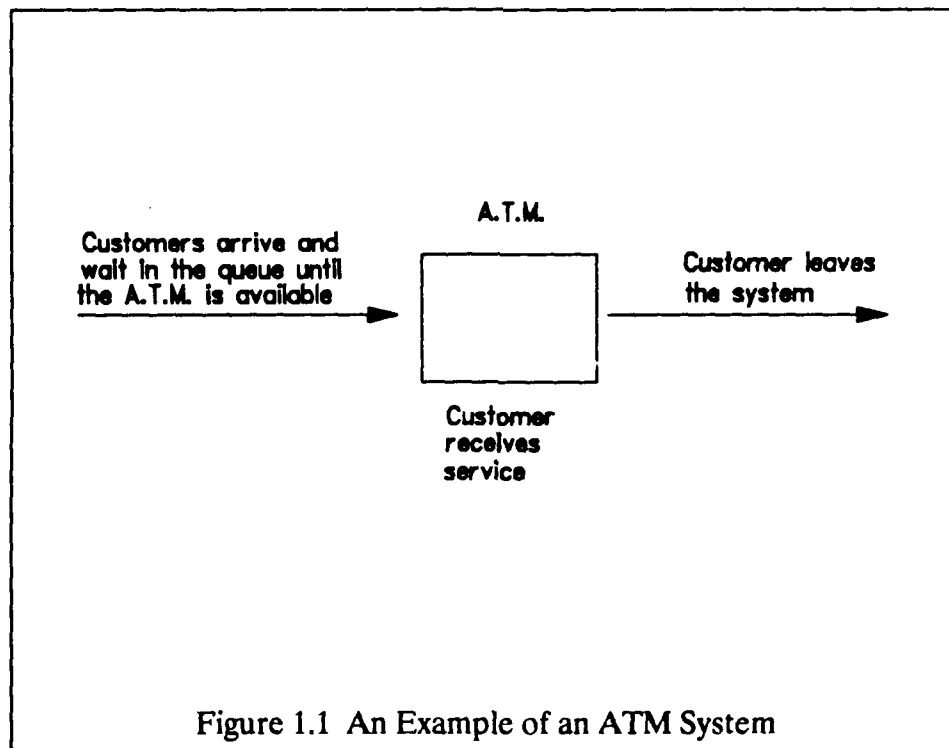 A.T.M.
Customers arrive and
wait in the queue until
the A.T.M. is available
Customer leaves
the system
Customer
receives
service
Figure 1.1 An Example of an ATM System